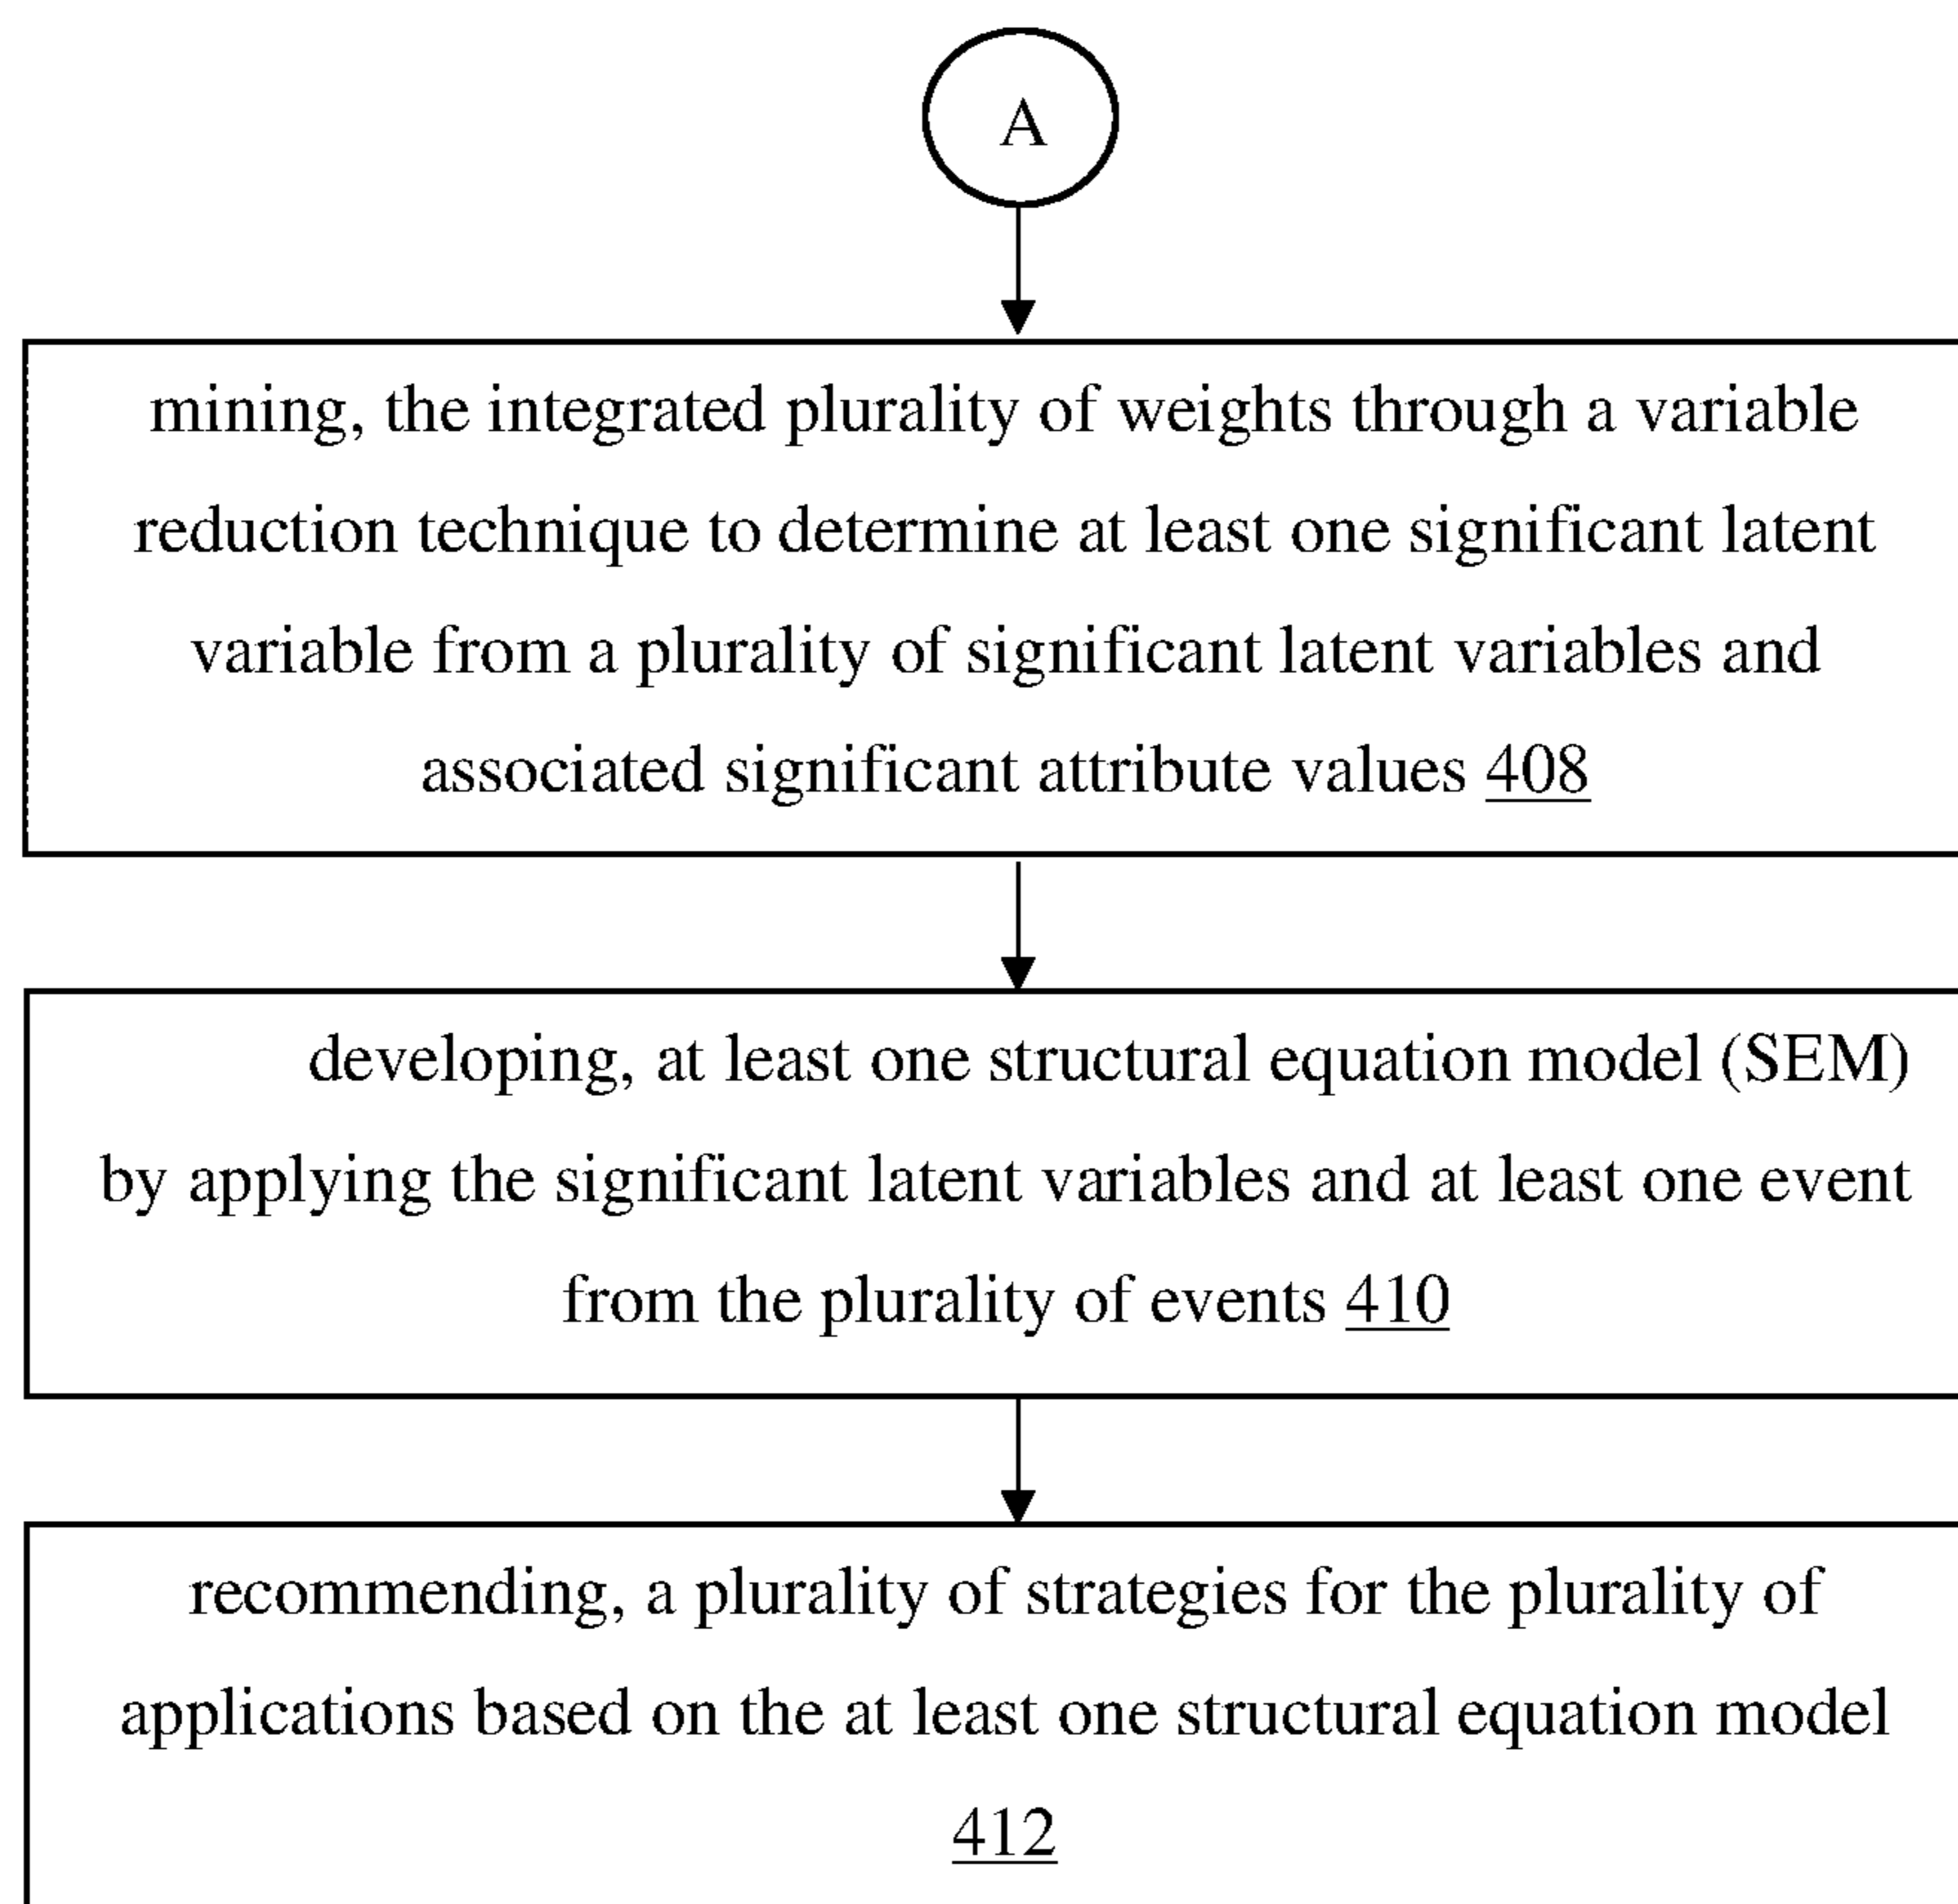 A
mining, the integrated plurality of weights through a variable
reduction technique to determine at least one significant latent
variable from a plurality of significant latent variables and
associated significant attribute values 408
developing, at least one structural equation model (SEM)
by applying the significant latent variables and at least one event
from the plurality of events 410
recommending, a plurality of strategies for the plurality of
applications based on the at least one structural equation model
412